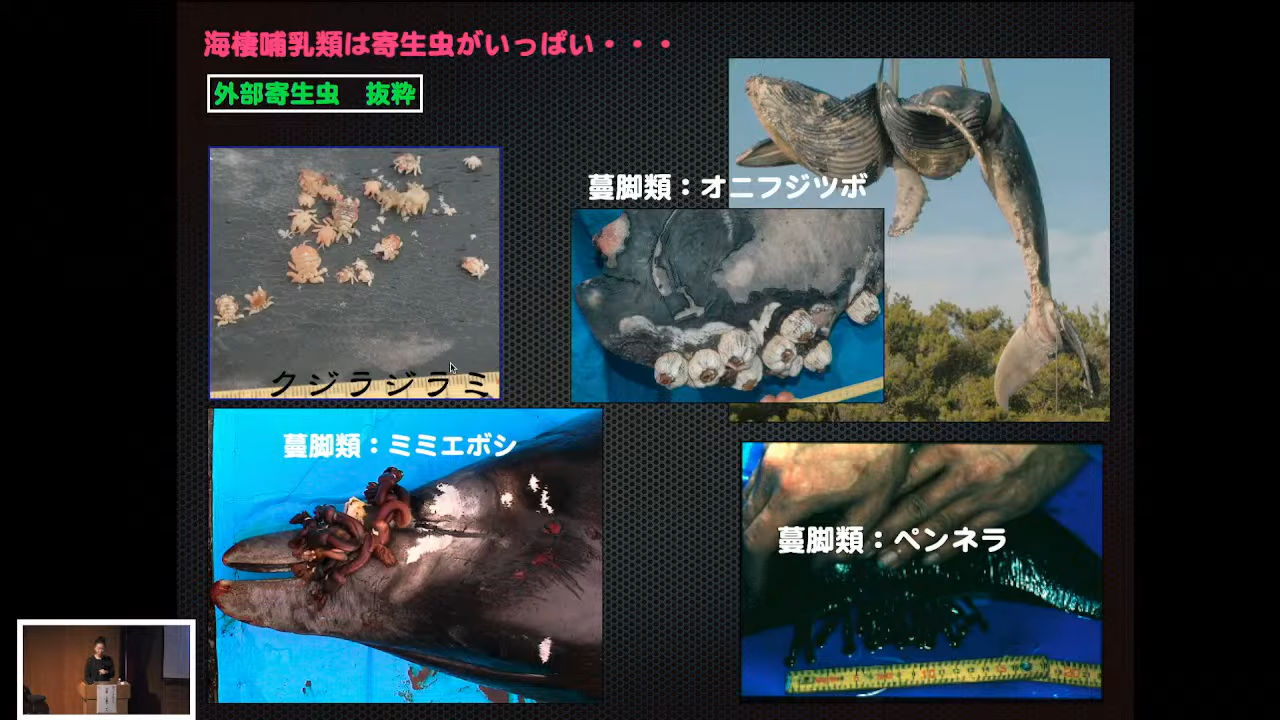 海棲哺乳類は寄生虫がいっぱい・・・
外部寄生虫　抜粋
蔓脚類：オニフジツボ
クジラジラミ
蔓脚類：ミミエボシ
蔓脚類：ペンネラ